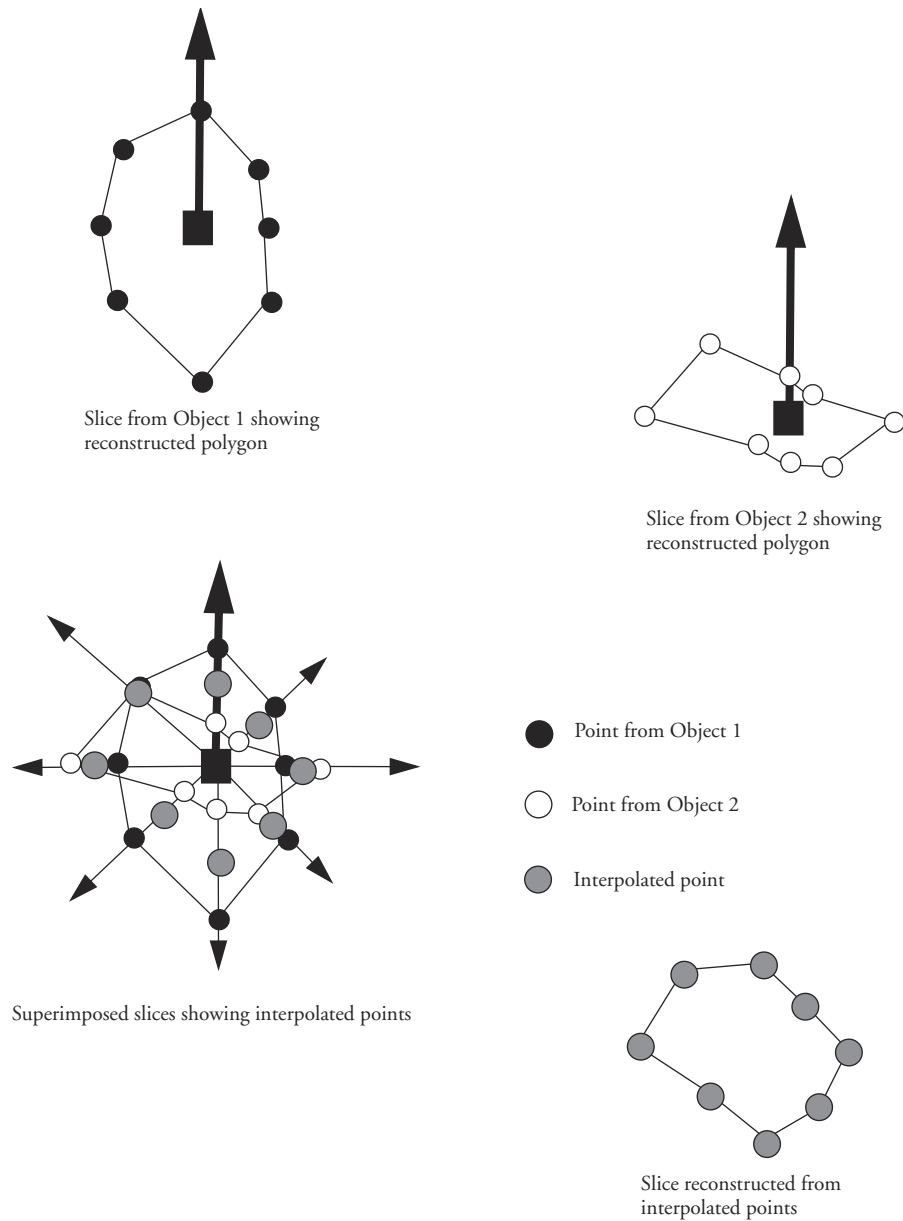 Slice from Object 1 showing
reconstructed polygon
Slice from Object 2 showing
reconstructed polygon
Point from Object 1
Point from Object 2
Interpolated point
Superimposed slices showing interpolated points
Slice reconstructed from
interpolated points